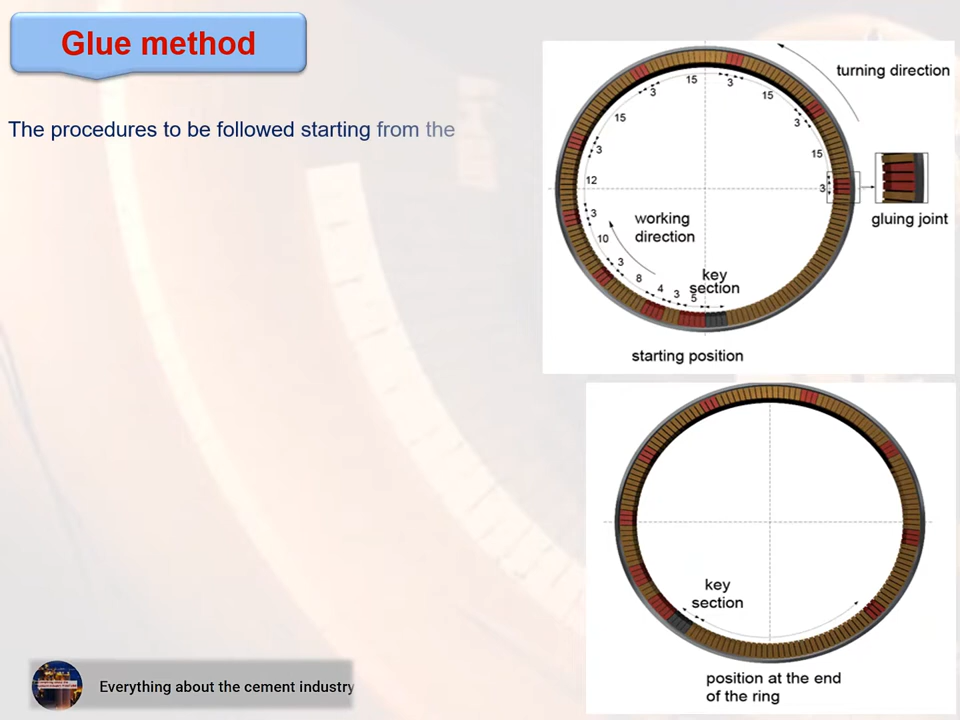 Glue method
The procedures to be followed starting from the
turning direction
15
3
15
3
15
3
gluing joint
15
3
15
3
12
3
10
3
8
4
3
5
working
direction
key
section
starting position
key
section
position at the end
of the ring
Everything about the cement industry